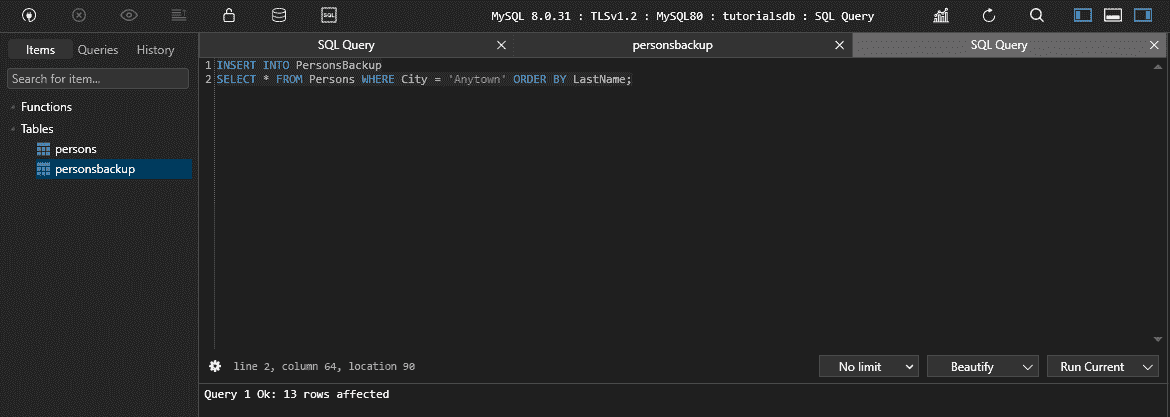 SQL
MySQL 8.0.31 : TLSv1.2 : MySQL80 : tutorialsdb : SQL Query
Items Queries History
SQL Query personsbackup SQL Query
Search for item...
Functions
Tables
persons
personsbackup
1 INSERT INTO PersonsBackup
2 SELECT * FROM Persons WHERE City = 'Anytown' ORDER BY LastName;
line 2, column 64, location 90
No limit Beautify Run Current
Query 1 Ok: 13 rows affected